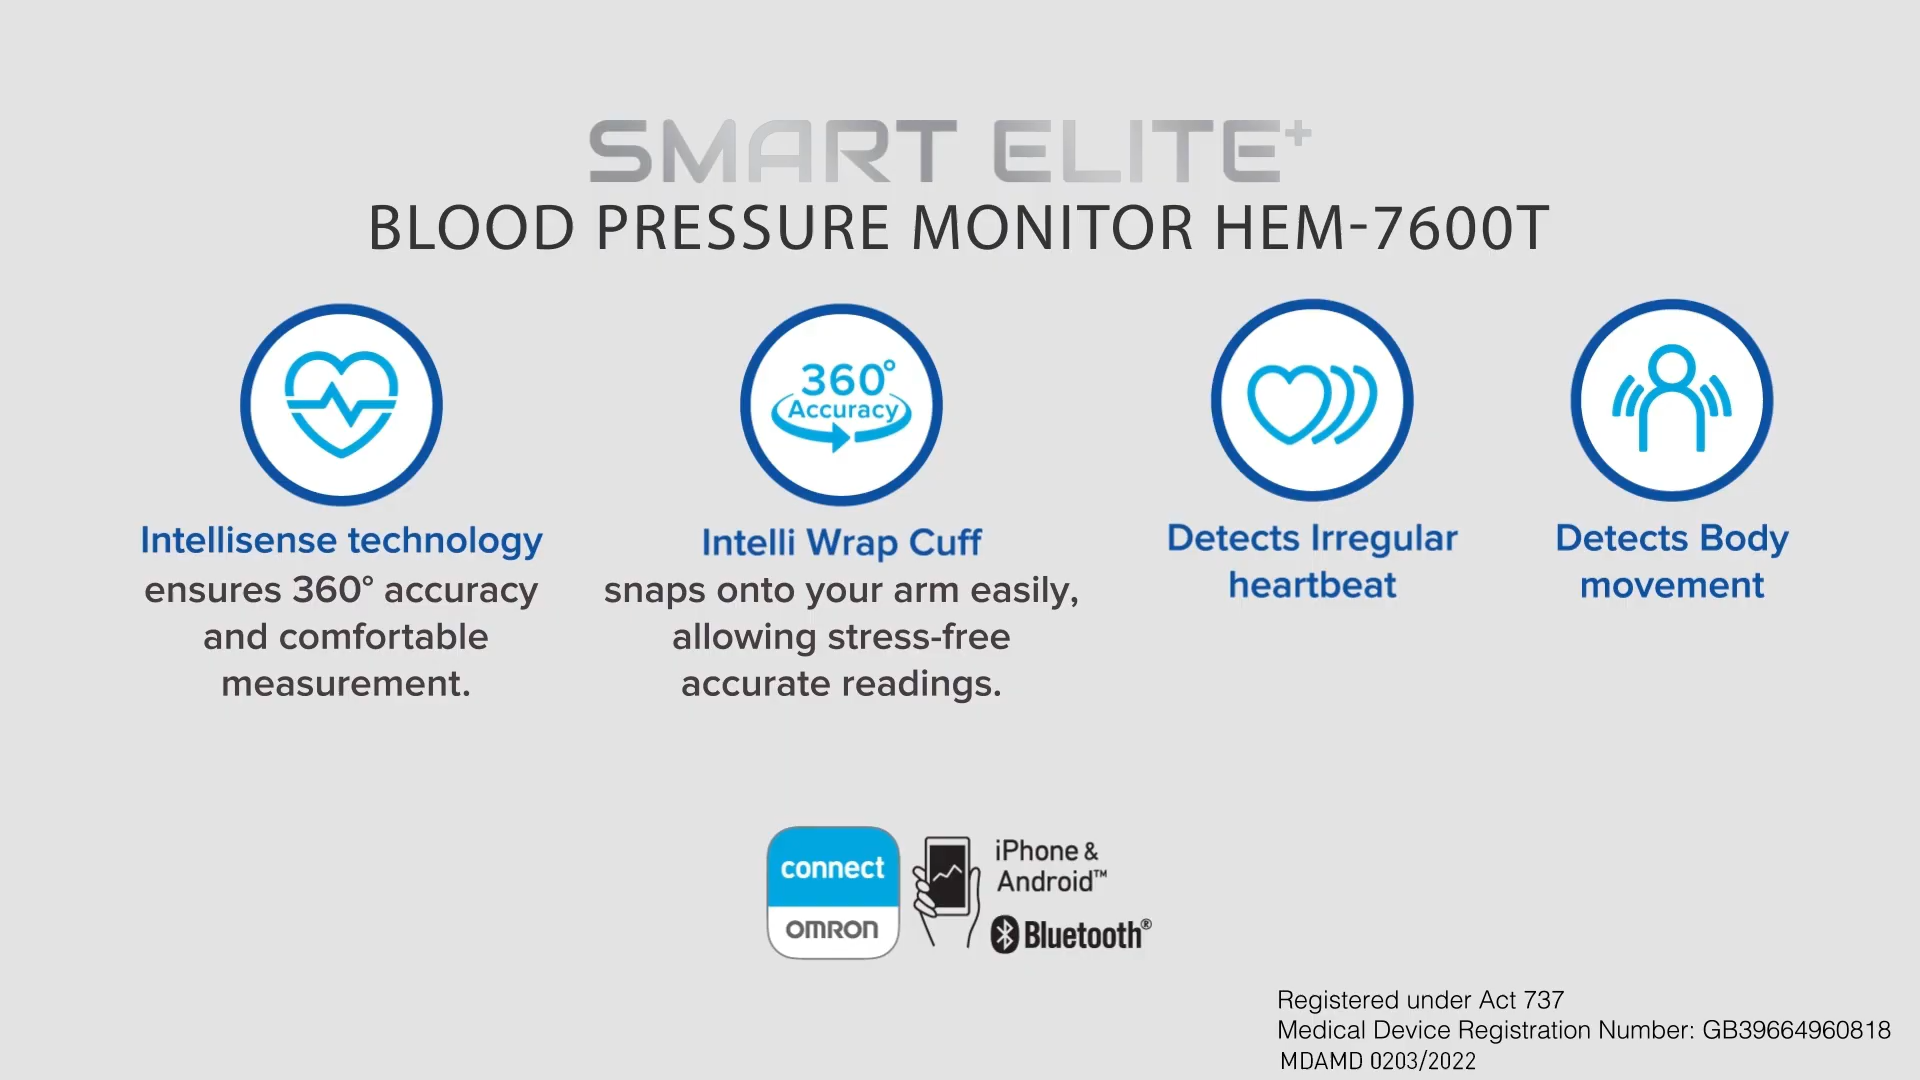 SMART ELITE+
BLOOD PRESSURE MONITOR HEM-7600T
360°
Accuracy
Intellisense technology
ensures 360° accuracy
and comfortable
measurement.
Intelli Wrap Cuff
snaps onto your arm easily,
allowing stress-free
accurate readings.
Detects Irregular
heartbeat
Detects Body
movement
connect
OMRON
iPhone &
Android™
Bluetooth®
Registered under Act 737
Medical Device Registration Number: GB39664960818
MDAMD 0203/2022